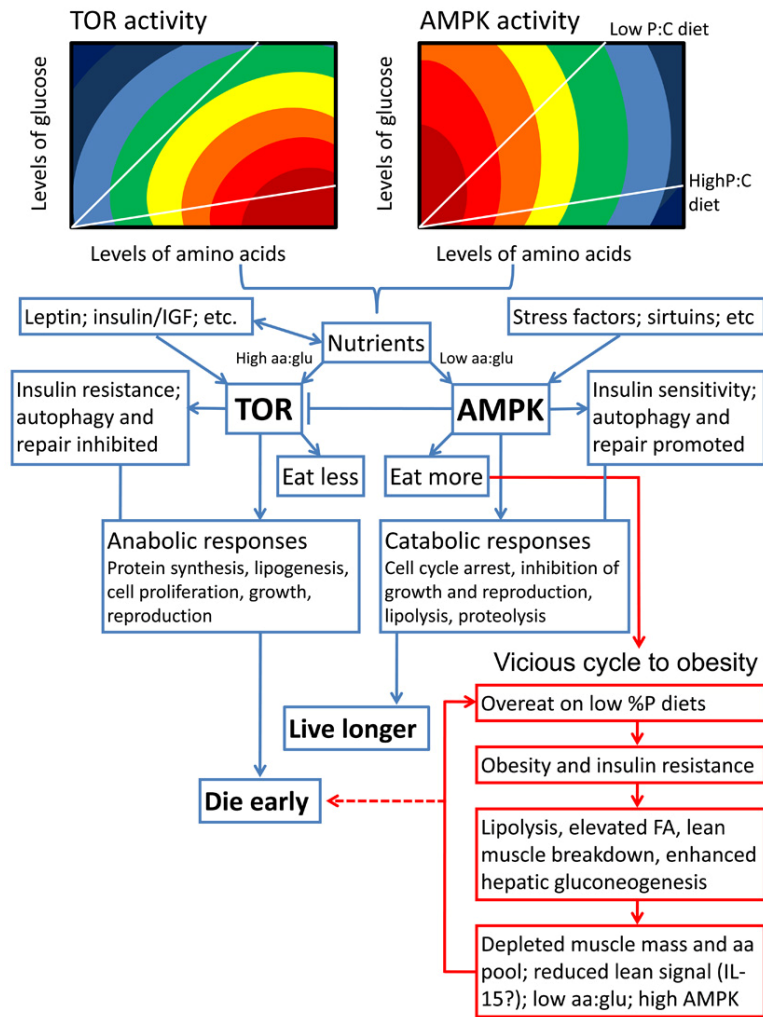 TOR activity
AMPK activity
Low P:C diet
Levels of glucose
Levels of glucose
HighP:C
diet
Levels of amino acids
Levels of amino acids
Leptin; insulin/IGF; etc.
Nutrients
Stress factors; sirtuins; etc
High aa:glu
Low aa:glu
Insulin resistance;
autophagy and
repair inhibited
TOR
AMPK
Insulin sensitivity;
autophagy and
repair promoted
Eat less
Eat more
Anabolic responses
Protein synthesis, lipogenesis,
cell proliferation, growth,
reproduction
Catabolic responses
Cell cycle arrest, inhibition of
growth and reproduction,
lipolysis, proteolysis
Vicious cycle to obesity
Overeat on low %P diets
Live longer
Obesity and insulin resistance
Die early
Lipolysis, elevated FA, lean
muscle breakdown, enhanced
hepatic gluconeogenesis
Depleted muscle mass and aa
pool; reduced lean signal (IL-
15?); low aa:glu; high AMPK